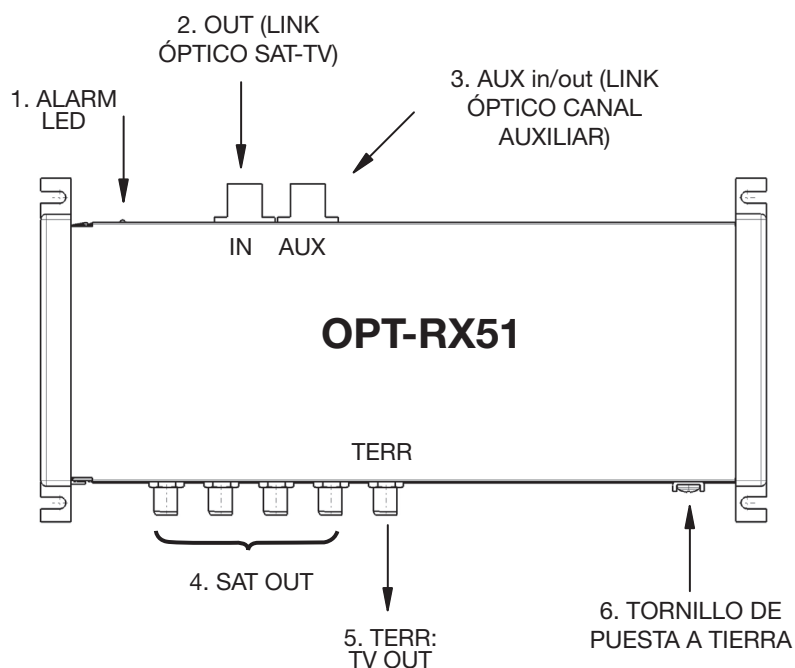 2. OUT (LINK
ÓPTICO SAT-TV)
3. AUX in/out (LINK
ÓPTICO CANAL
AUXILIAR)
1. ALARM
LED
IN
AUX
OPT-RX51
TERR
4. SAT OUT
5. TERR:
TV OUT
6. TORNILLO DE
PUESTA A TIERRA